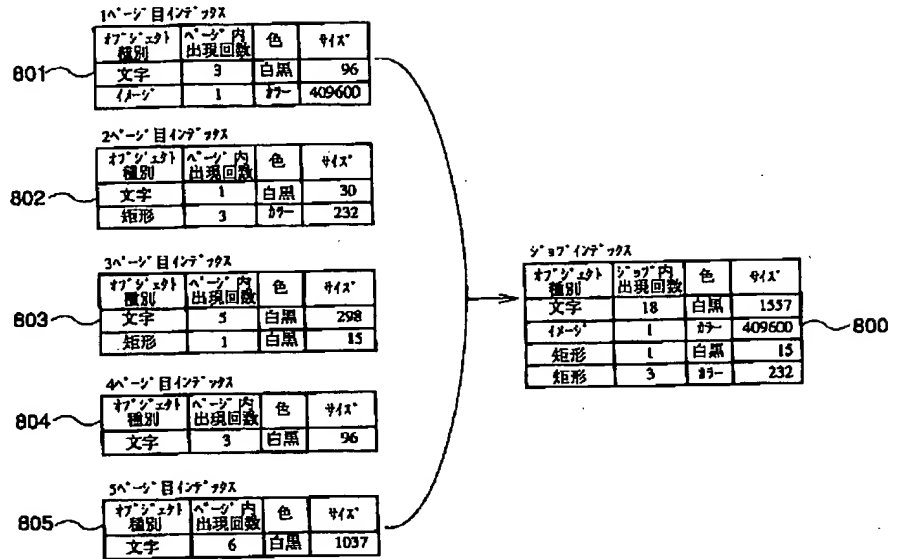 1ページ目インデックス
オブジェクト種別 ページ内出現回数 色 サイズ
801
文字 3 白黒 96
イメージ 1 カラー 409600
2ページ目インデックス
オブジェクト種別 ページ内出現回数 色 サイズ
802
文字 1 白黒 30
矩形 3 カラー 232
3ページ目インデックス
オブジェクト種別 ページ内出現回数 色 サイズ
803
文字 5 白黒 298
矩形 1 白黒 15
4ページ目インデックス
オブジェクト種別 ページ内出現回数 色 サイズ
804
文字 3 白黒 96
5ページ目インデックス
オブジェクト種別 ページ内出現回数 色 サイズ
805
文字 6 白黒 1037
ジョブインデックス
オブジェクト種別 ジョブ内出現回数 色 サイズ
文字 18 白黒 1557
イメージ 1 カラー 409600
800
矩形 1 白黒 15
矩形 3 カラー 232